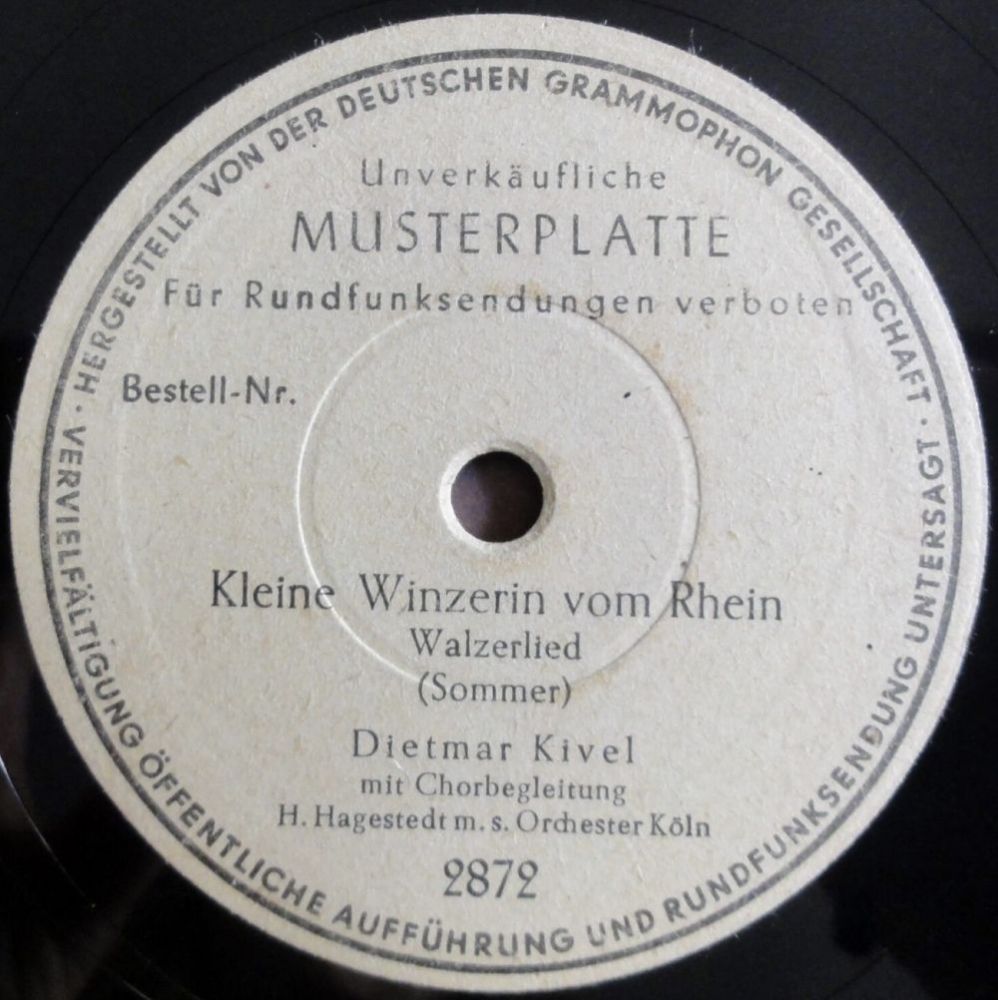 HERGESTELLT VON DER DEUTSCHEN GRAMMOPHON GESELLSCHAFT · VERVIELFÄLTIGUNG ÖFFENTLICHE AUFFÜHRUNG UND RUNDFUNKSENDUNG UNTERSAGT ·
Unverkäufliche
MUSTERPLATTE
Für Rundfunksendungen verboten
Bestell-Nr.
Kleine Winzerin vom Rhein
Walzerlied
(Sommer)
Dietmar Kivel
mit Chorbegleitung
H. Hagestedt m. s. Orchester Köln
2872